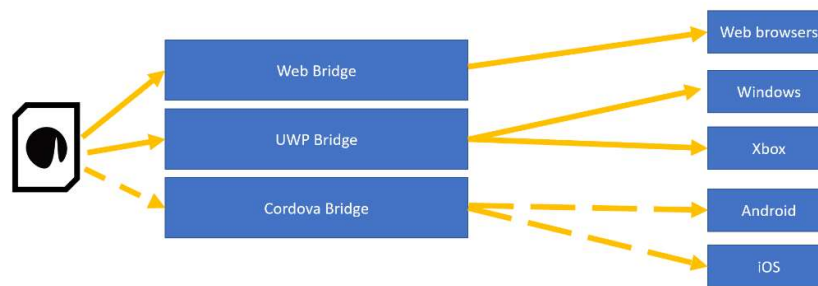 Web browsers
Web Bridge
Windows
UWP Bridge
Xbox
Cordova Bridge
Android
iOS